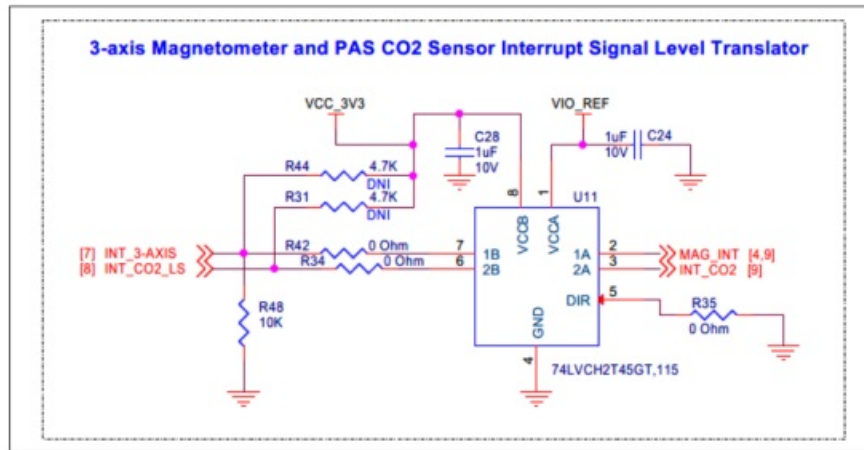 3-axis Magnetometer and PAS CO2 Sensor Interrupt Signal Level Translator
VCC_3V3
VIO_REF
C28
1uF
10V
1uF
10V
C24
R44
4.7K
DNI
R31
4.7K
DNI
8
1
U11
VCCB
VCCA
[7] INT_3-AXIS
[8] INT_CO2_LS
R42
0 Ohm
R34
0 Ohm
7
6
1B
2B
1A
2A
2
3
MAG_INT [4,9]
INT_CO2 [9]
DIR
5
R35
0 Ohm
R48
10K
GND
4
74LVCH2T45GT,115